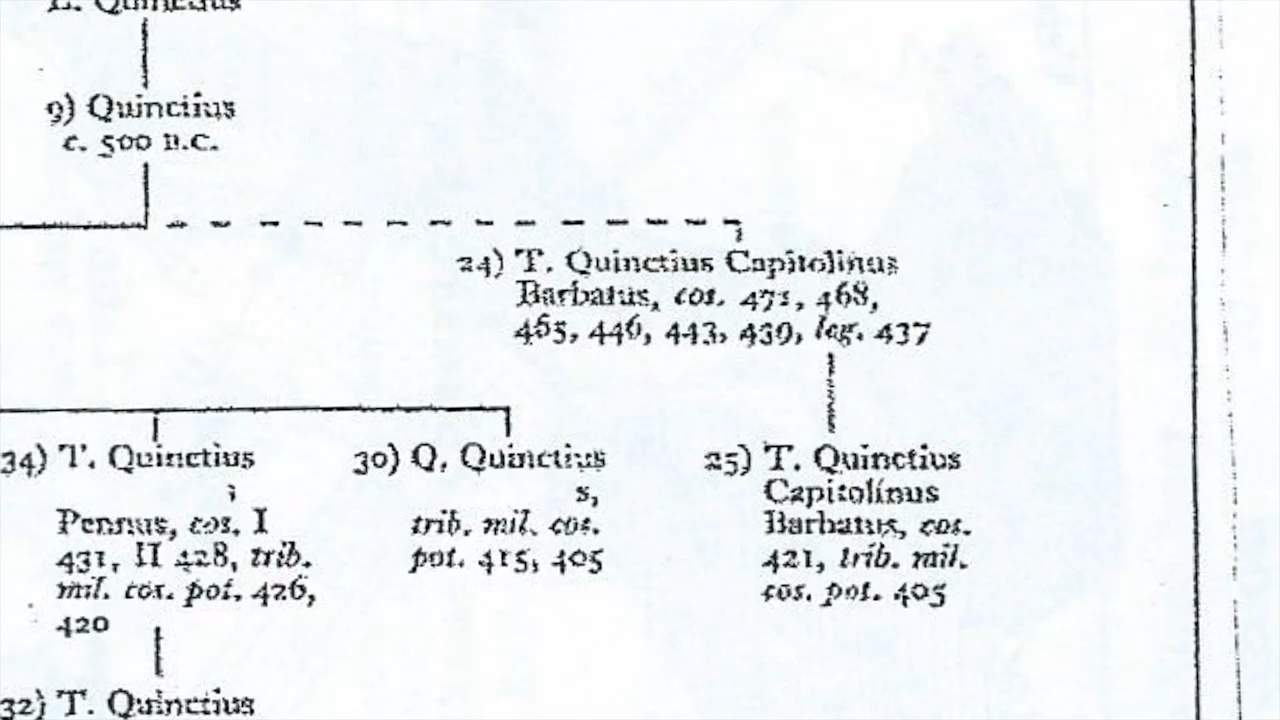 L. Quinctius
9) Quinctius
c. 500 B.C.
24) T. Quinctius Capitolinus
Barbatus, cos. 471, 468,
465, 446, 443, 439, leg. 437
34) T. Quinctius
i
Pennus, cos. I
431, II 428, trib.
mil. cos. pot. 426,
420
30) Q. Quinctius
s,
trib. mil. cos.
pot. 415, 405
25) T. Quinctius
Capitolinus
Barbatus, cos.
421, trib. mil.
cos. pot. 405
32) T. Quinctius